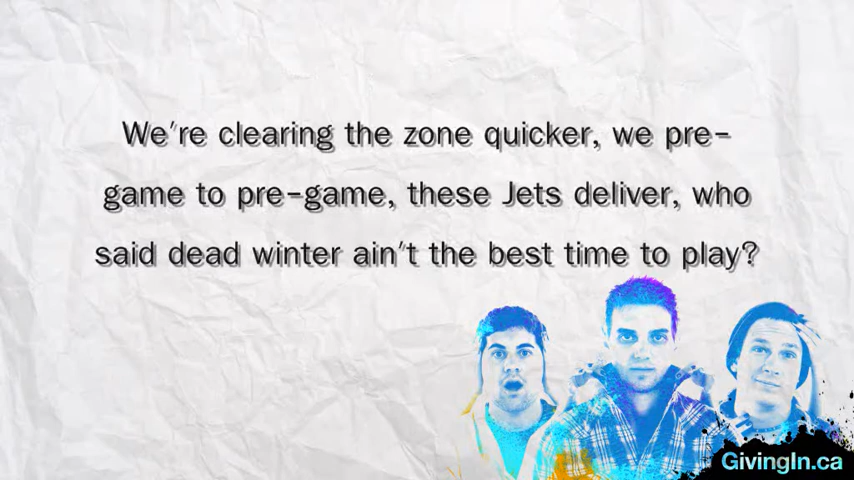 We're clearing the zone quicker, we pre-
game to pre-game, these Jets deliver, who
said dead winter ain't the best time to play?
GivingIn.ca